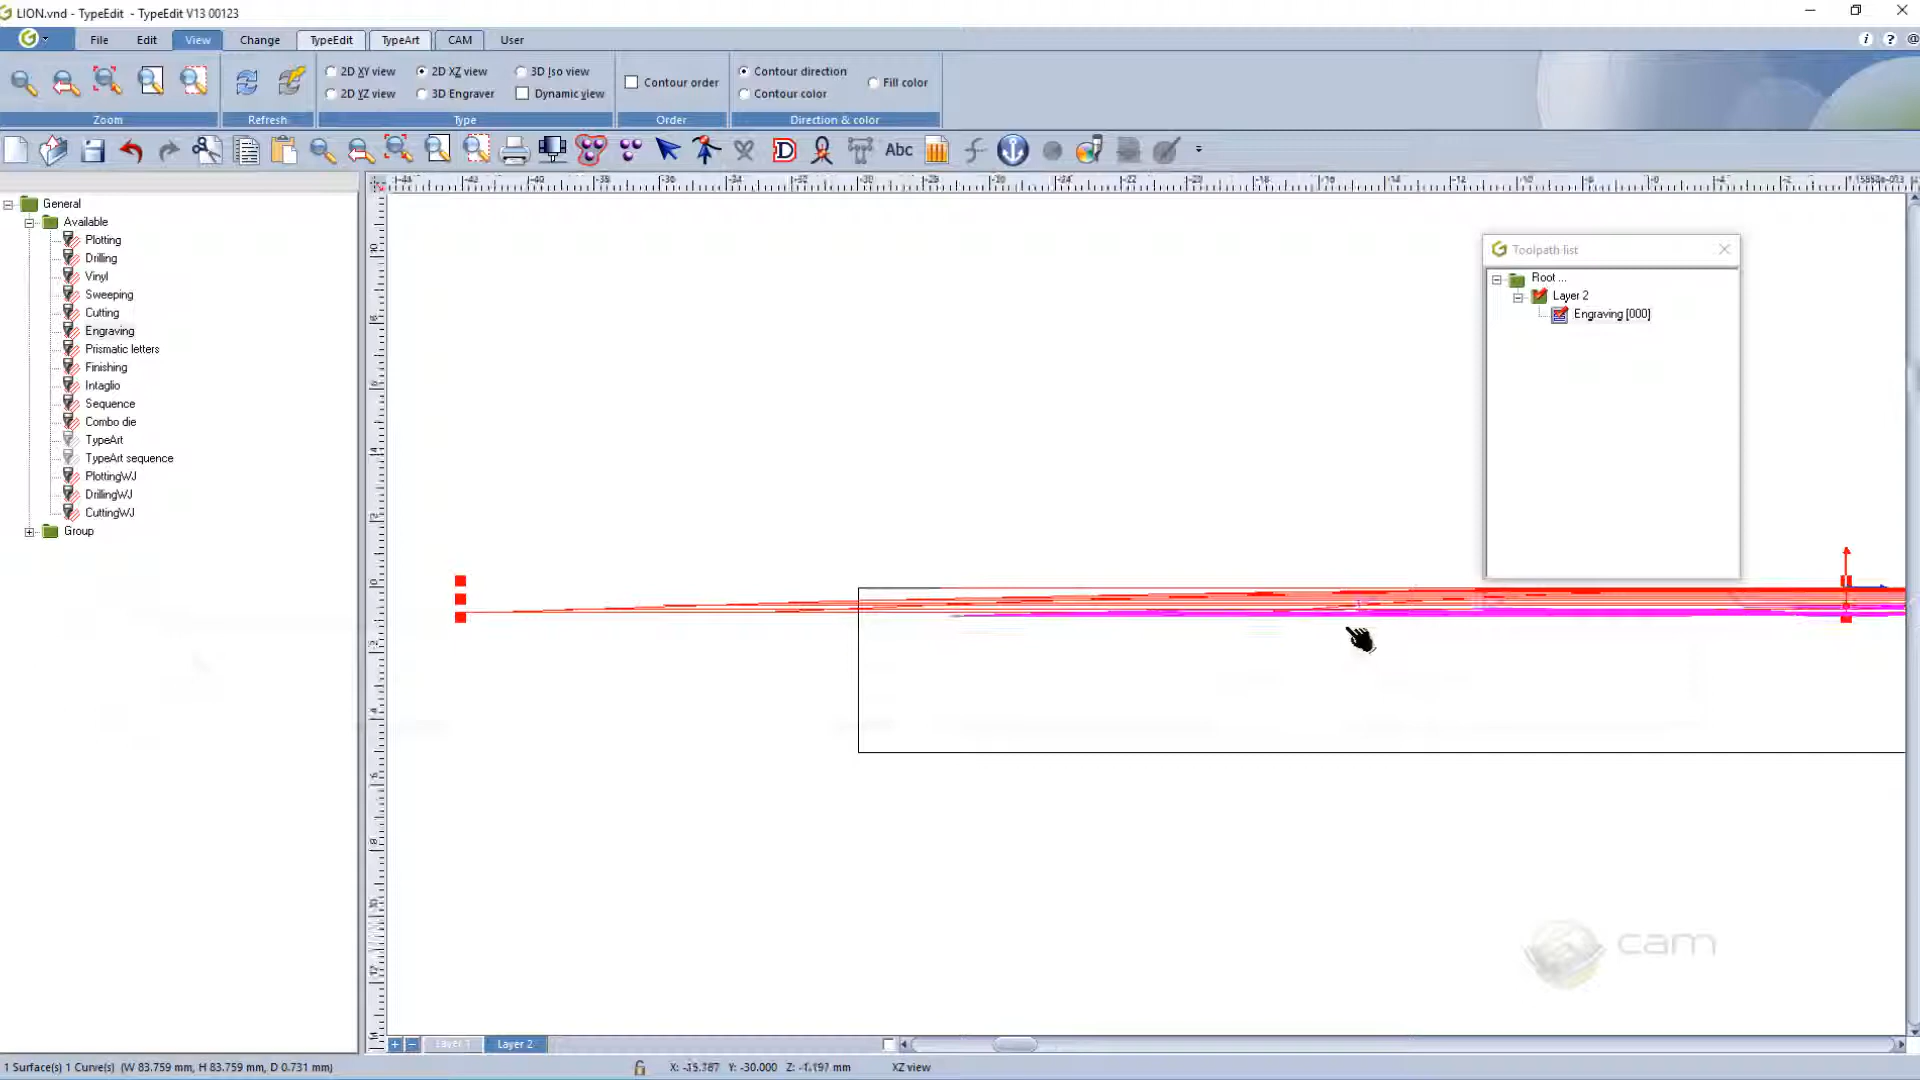 LION.vnd - TypeEdit - TypeEdit V13 00123
File Edit View Change TypeEdit TypeArt CAM User
2D XY view 2D XZ view 3D Iso view Contour order Contour direction Fill color
2D YZ view 3D Engraver Dynamic view Contour color
Zoom Refresh Type Order Direction & color
Abc
General
Available
Plotting
Drilling
Vinyl
Sweeping
Cutting
Engraving
Prismatic letters
Finishing
Intaglio
Sequence
Combo die
TypeArt
TypeArt sequence
PlottingWJ
DrillingWJ
CuttingWJ
Group
Toolpath list
Root ...
Layer 2
Engraving [000]
cam
Layer 1 Layer 2
1 Surface(s) 1 Curve(s) (W 83.759 mm, H 83.759 mm, D 0.731 mm) Y: -30.000 XZ view